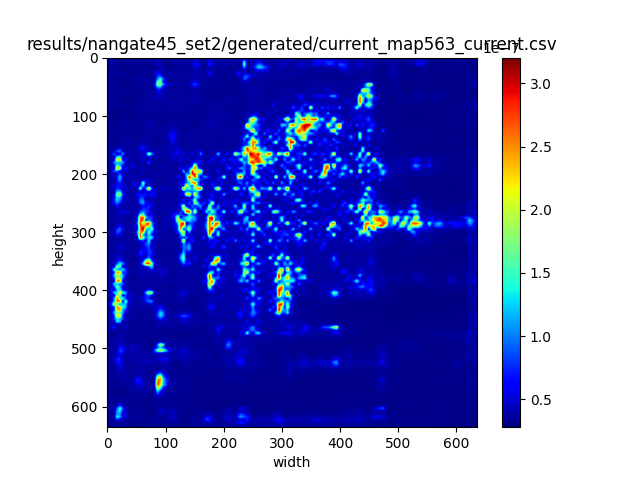 results/nangate45_set2/generated/current_map563_current.csv
1e−7
0
100
200
300
400
500
600
height
0 100 200 300 400 500 600
width
3.0
2.5
2.0
1.5
1.0
0.5